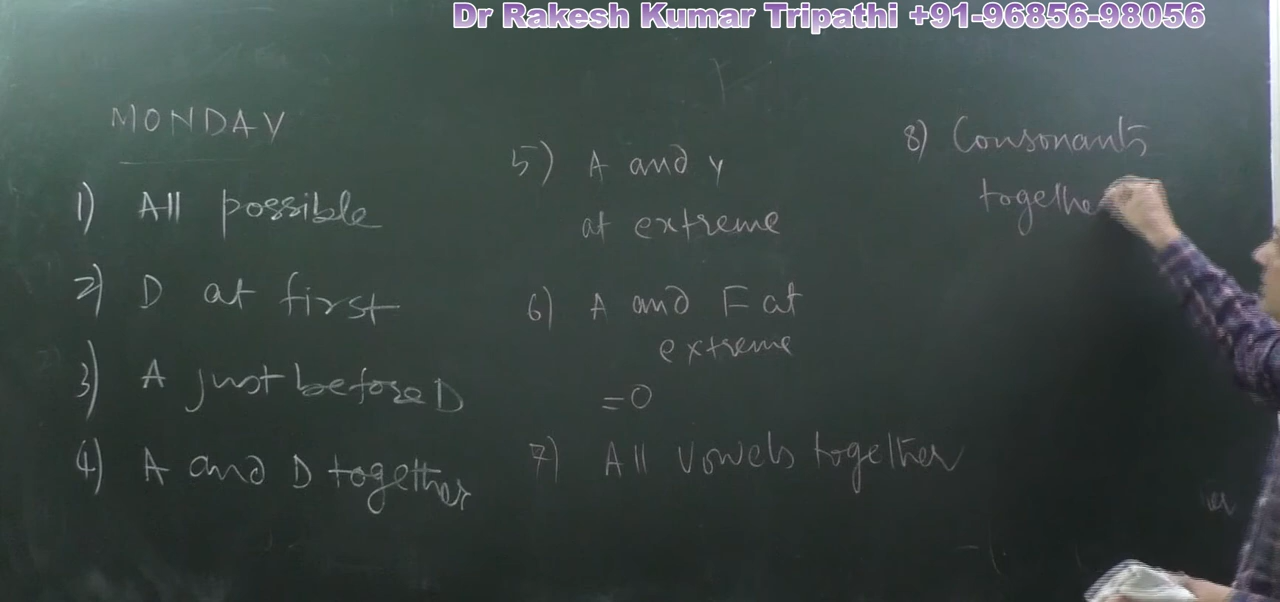 Dr Rakesh Kumar Tripathi +91-96856-98056
MONDAY
1) All possible
2) D at first
3) A just before D
4) A and D together
5) A and Y
at extreme
6) A and F at
extreme
=0
7) All vowels together
8) Consonants
together